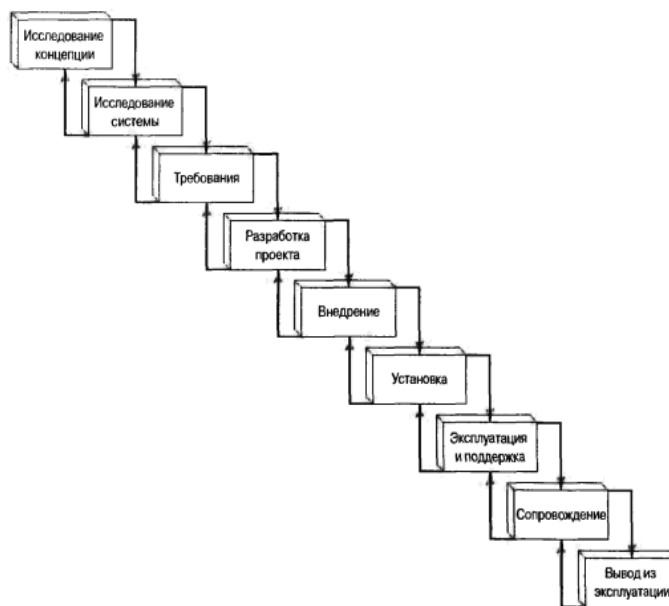 Исследование
концепции
Исследование
системы
Требования
Разработка
проекта
Внедрение
Установка
Эксплуатация
и поддержка
Сопровождение
Вывод из
эксплуатации